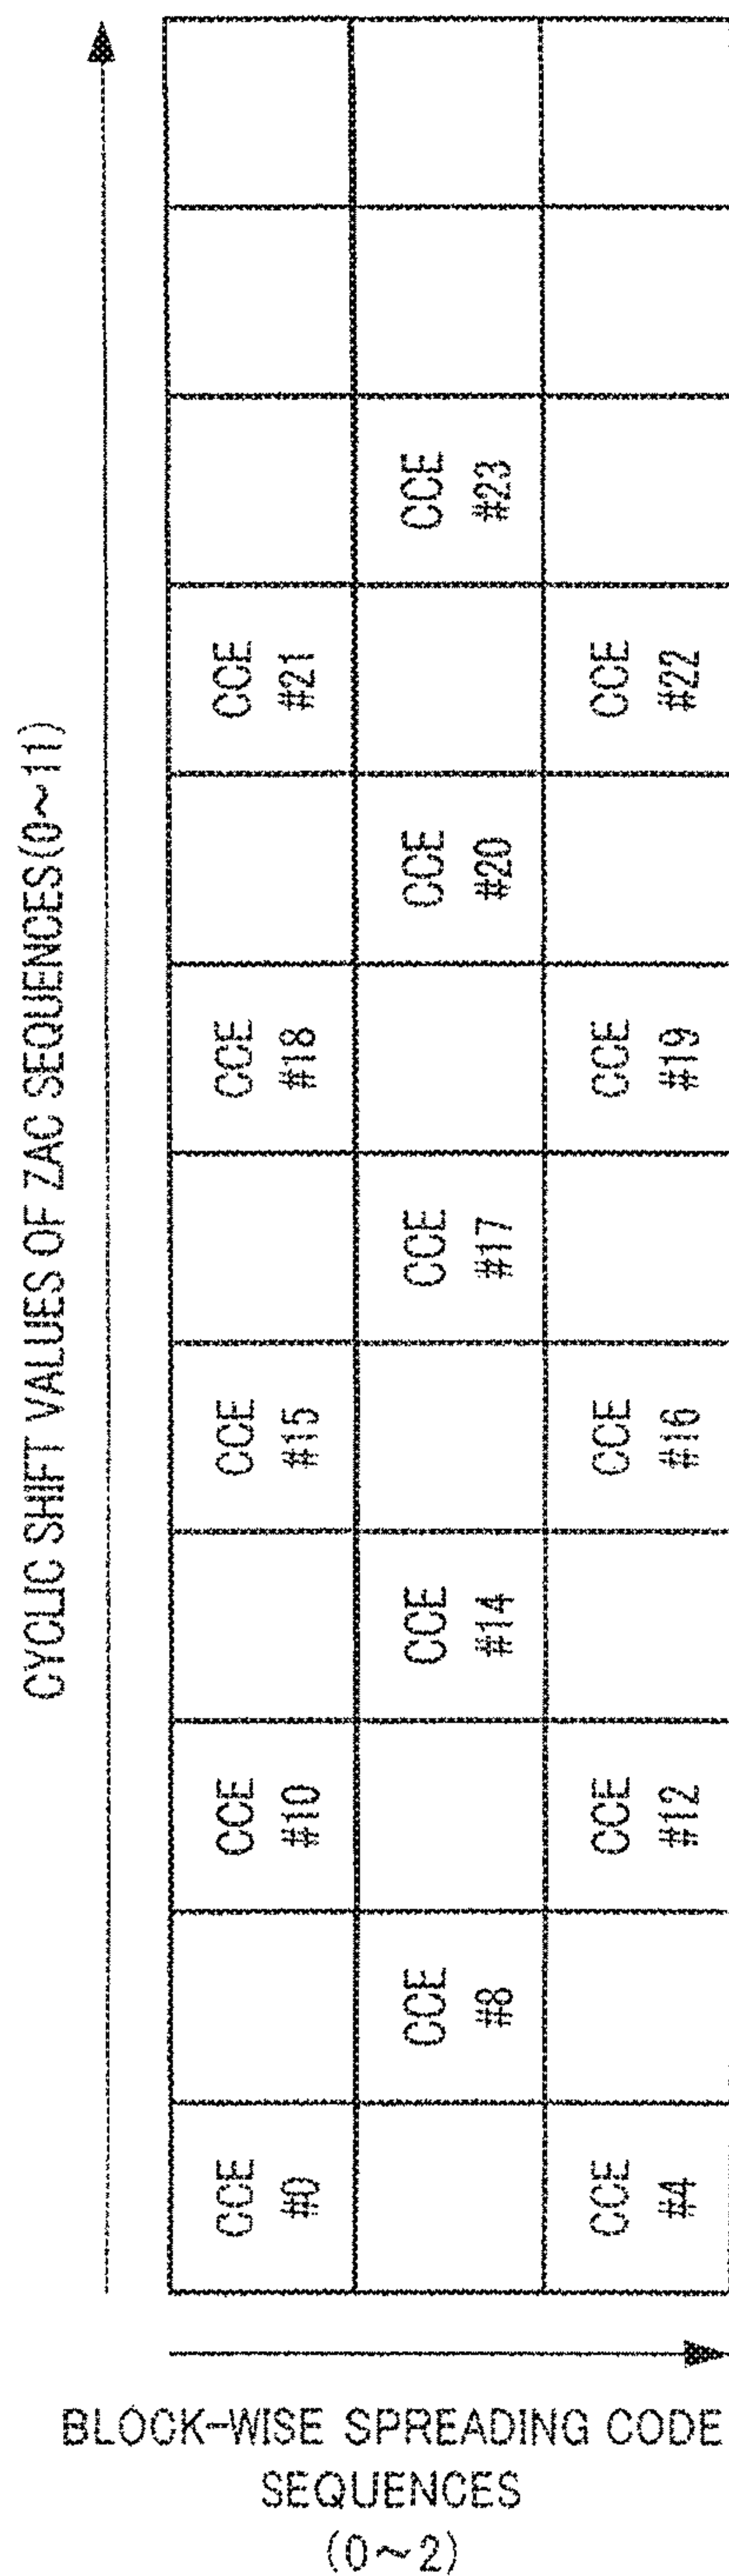 CYCLIC SHIFT VALUES OF ZAC SEQUENCES(0~11)
CCE
#0
CCE
#10
CCE
#15
CCE
#18
CCE
#21
CCE
#8
CCE
#14
CCE
#17
CCE
#20
CCE
#23
CCE
#4
CCE
#12
CCE
#16
CCE
#19
CCE
#22
BLOCK-WISE SPREADING CODE
SEQUENCES
(0~2)